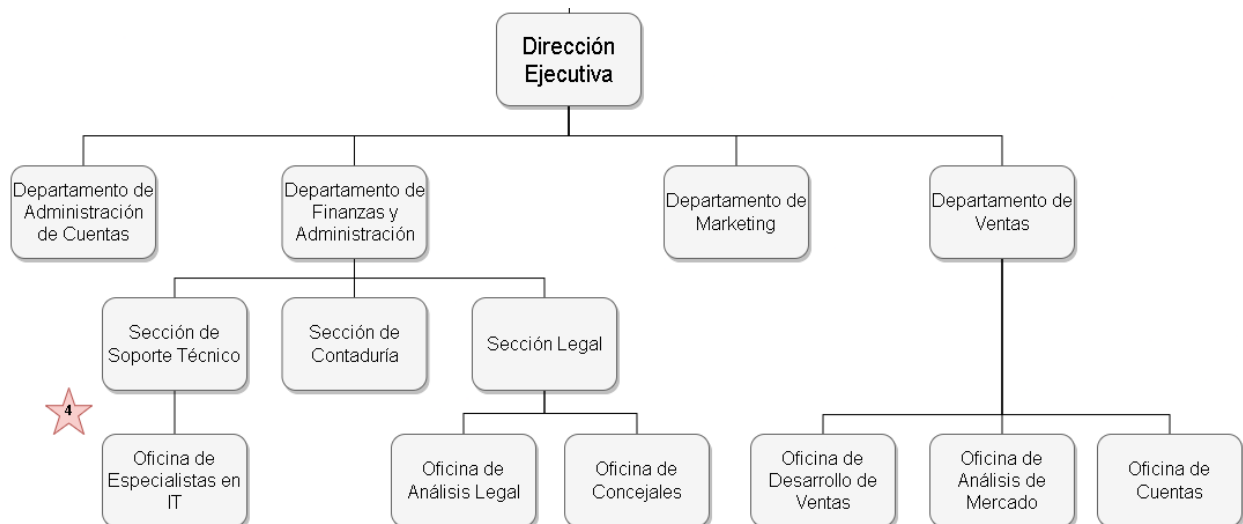 Dirección
Ejecutiva
Departamento de
Administración
de Cuentas
Departamento de
Finanzas y
Administración
Departamento de
Marketing
Departamento de
Ventas
Sección de
Soporte Técnico
Sección de
Contaduría
Sección Legal
4
Oficina de
Especialistas en
IT
Oficina de
Análisis Legal
Oficina de
Concejales
Oficina de
Desarrollo de
Ventas
Oficina de
Análisis de
Mercado
Oficina de
Cuentas